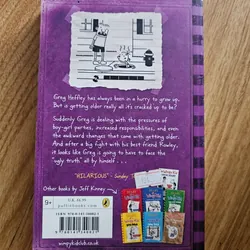 Greg Heffley has always been in a hurry to grow up.
But is getting older really all it's cracked up to be?
Suddenly Greg is dealing with the pressures of
boy-girl parties, increased responsibilities, and even
the awkward changes that come with getting older.
And after a big fight with his best friend, Rowley,
it looks like Greg is going to have to face the
"ugly truth" all by himself . . .
"HILARIOUS" - Sunday
Other books by Jeff Kinney
9+
puffinbooks.com
wimpykidclub.co.uk